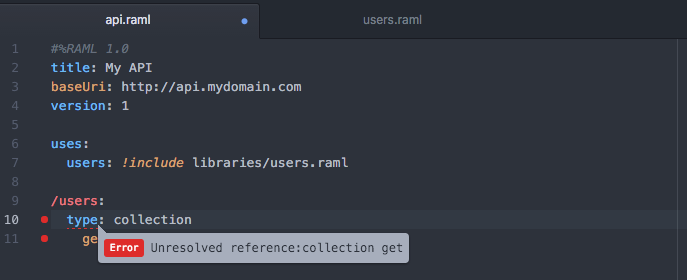 api.raml users.raml
1 #%RAML 1.0
2 title: My API
3 baseUri: http://api.mydomain.com
4 version: 1
5
6 uses:
7 users: !include libraries/users.raml
8
9 /users:
10 type: collection
11 ge
Error Unresolved reference:collection get